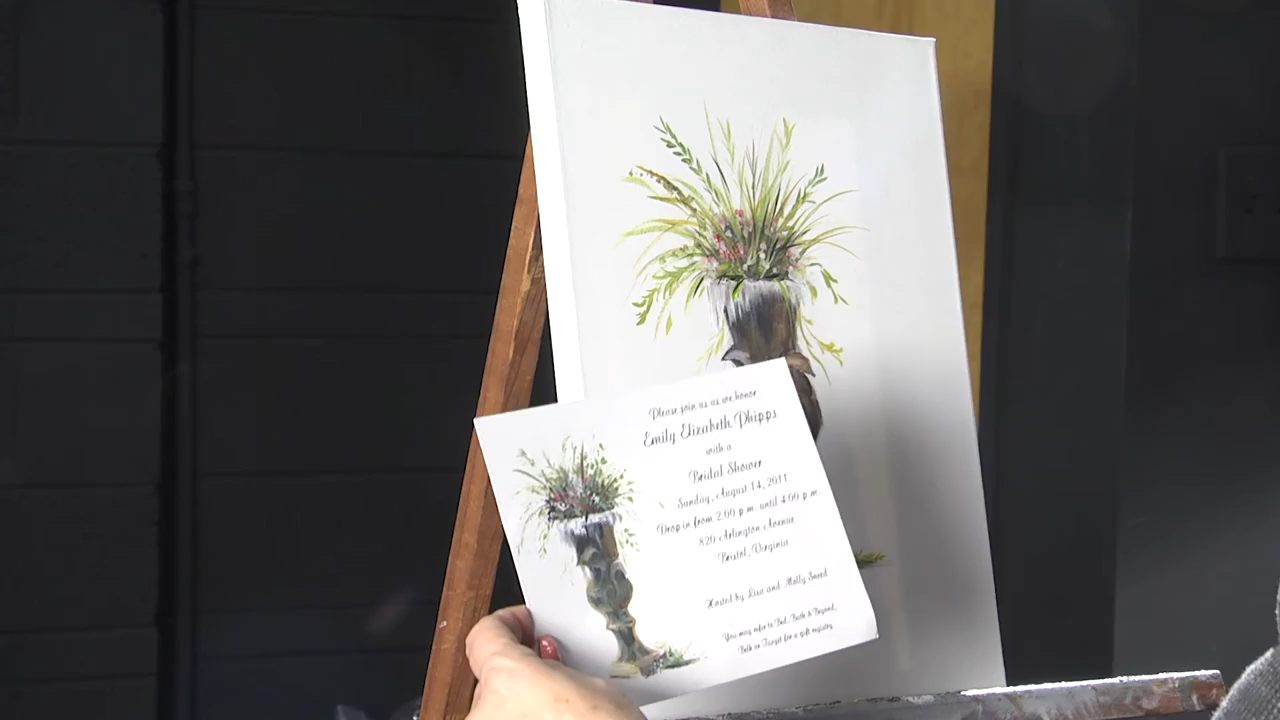 Please join us as we honor
Emily Elizabeth Phipps
with a
Bridal Shower
Sunday, August 14, 2011
Drop in from 2:00 p.m. until 4:00 p.m.
820 Arlington Avenue
Bristol, Virginia
Hosted by Lisa and Molly Sneed
You may refer to Bed, Bath & Beyond,
Belk or Target for a gift registry